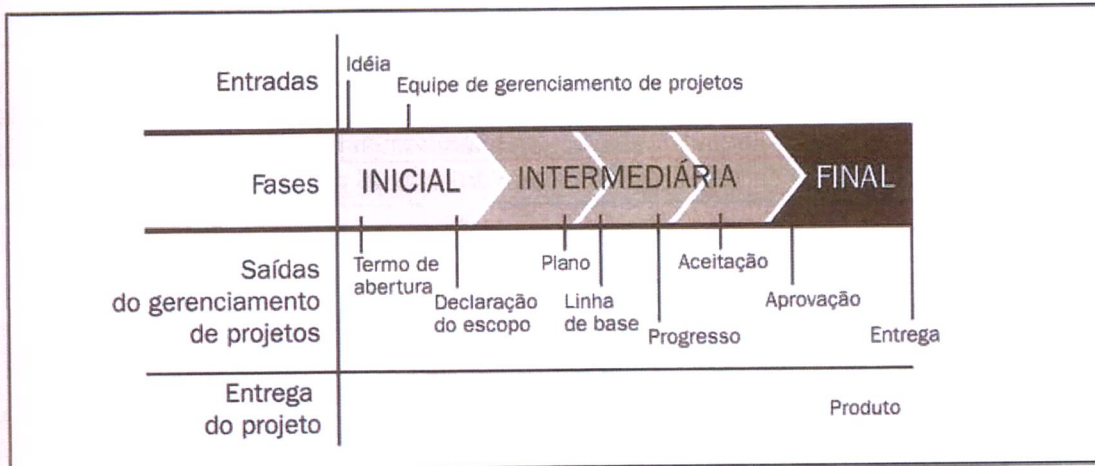 Entradas
Idéia
Equipe de gerenciamento de projetos
Fases
INICIAL
INTERMEDIÁRIA
FINAL
Saídas
do gerenciamento
de projetos
Termo de
abertura
Declaração
do escopo
Plano
Linha
de base
Progresso
Aceitação
Aprovação
Entrega
Entrega
do projeto
Produto